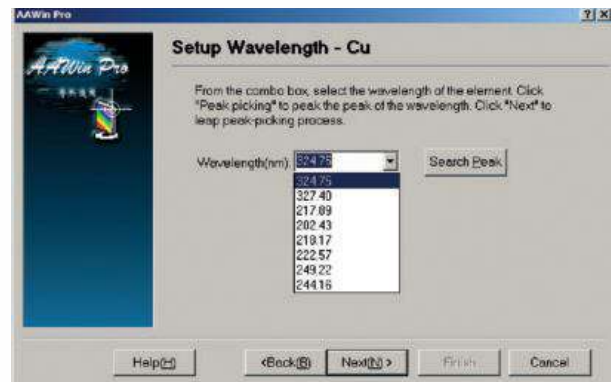 AAWin Pro
AAWin Pro
Setup Wavelength - Cu
From the combo box, select the wavelength of the element. Click
"Peak picking" to peak the peak of the wavelength. Click "Next" to
leap peak-picking process.
Wavelength(nm): 324.75
Search Peak
324.75
327.40
217.89
202.43
218.17
222.57
249.22
244.16
Help(H)
<Back(B)
Next(N) >
Finish
Cancel